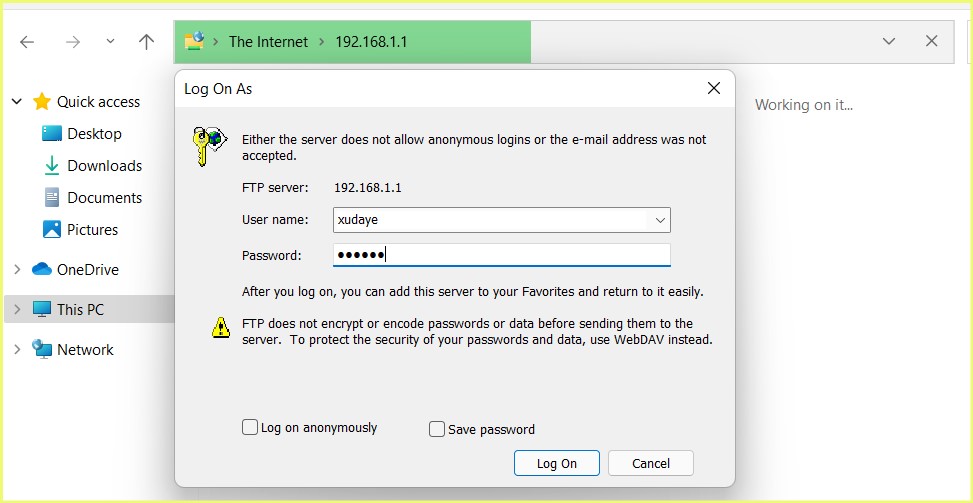 The Internet > 192.168.1.1
Log On As
Quick access
Desktop
Downloads
Documents
Pictures
OneDrive
This PC
Network
Working on it...
Either the server does not allow anonymous logins or the e-mail address was not
accepted.
FTP server: 192.168.1.1
User name: xudaye
Password: ●●●●●●
After you log on, you can add this server to your Favorites and return to it easily.
FTP does not encrypt or encode passwords or data before sending them to the
server. To protect the security of your passwords and data, use WebDAV instead.
Log on anonymously
Save password
Log On
Cancel